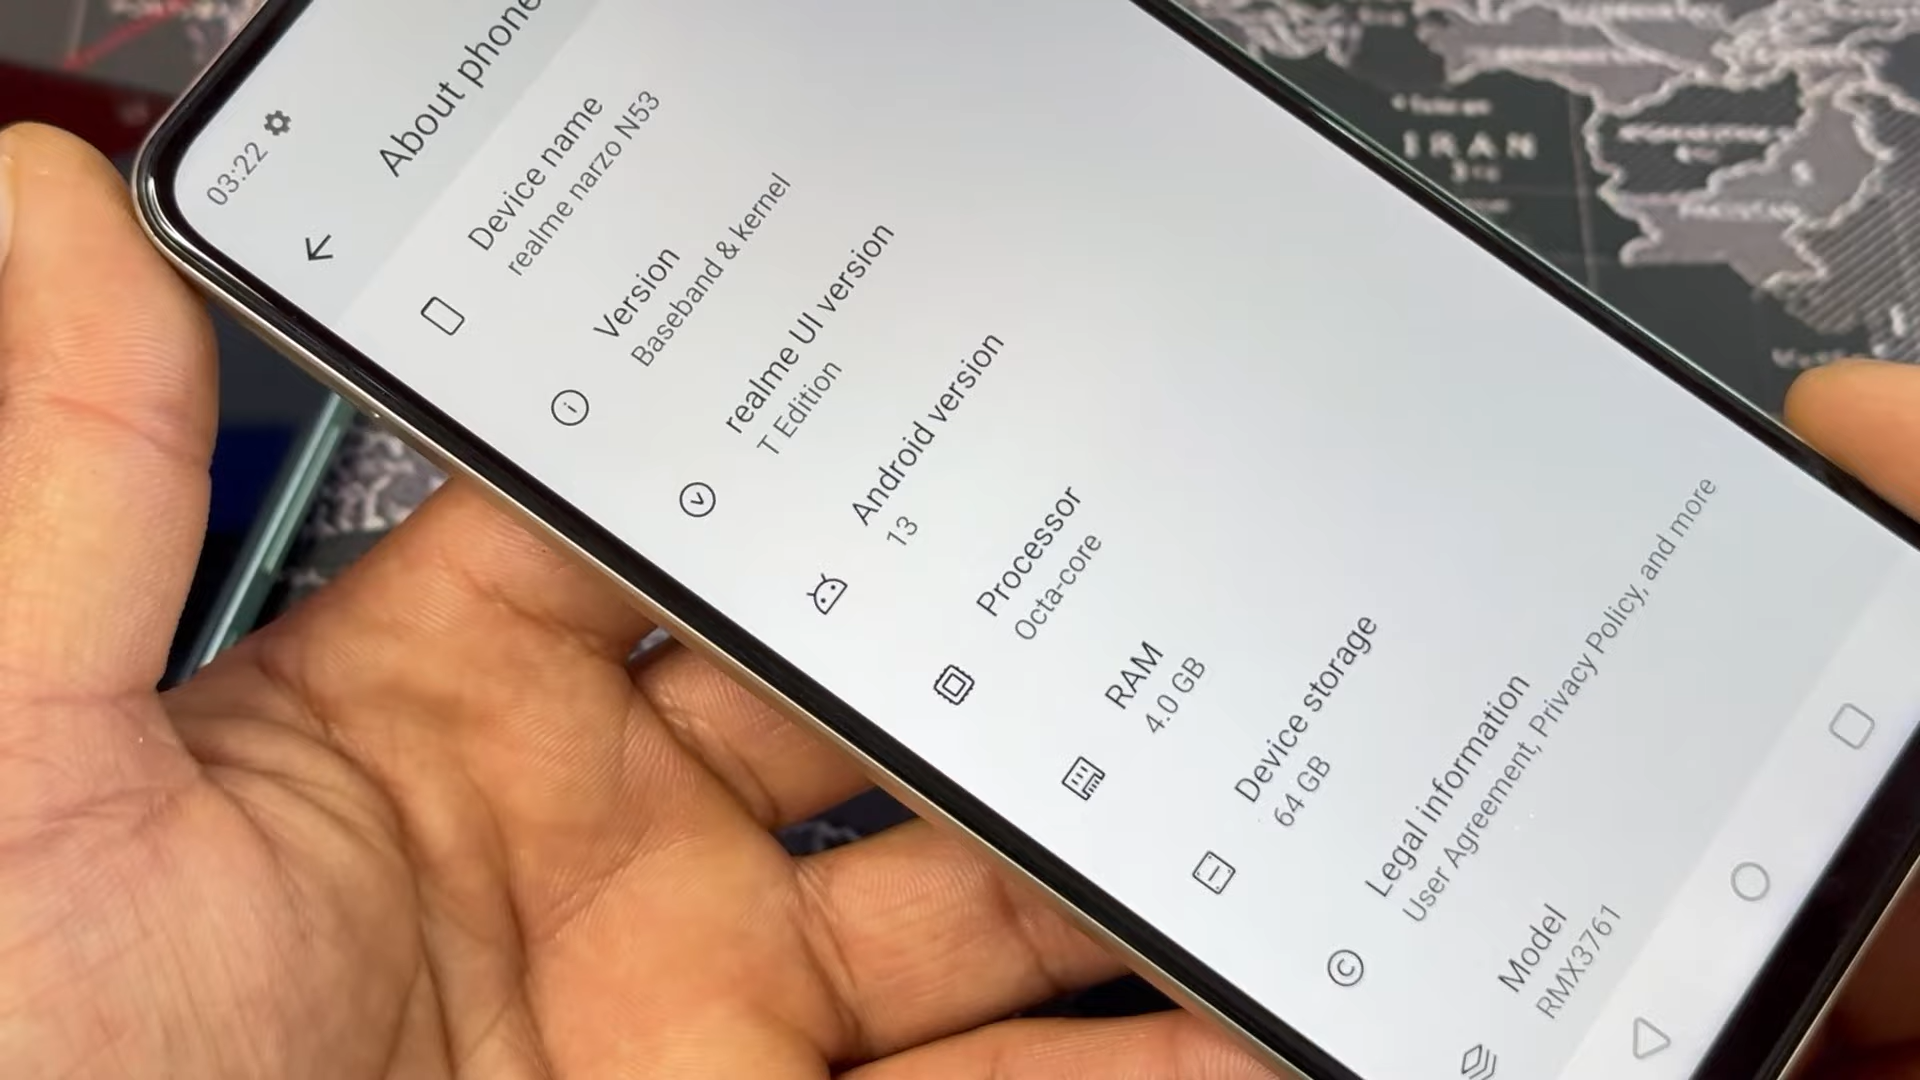 03:22
About phone
Device name
realme narzo N53
Version
Baseband & kernel
realme UI version
T Edition
Android version
13
Processor
Octa-core
RAM
4.0 GB
Device storage
64 GB
Legal information
User Agreement, Privacy Policy, and more
Model
RMX3761
IRAN